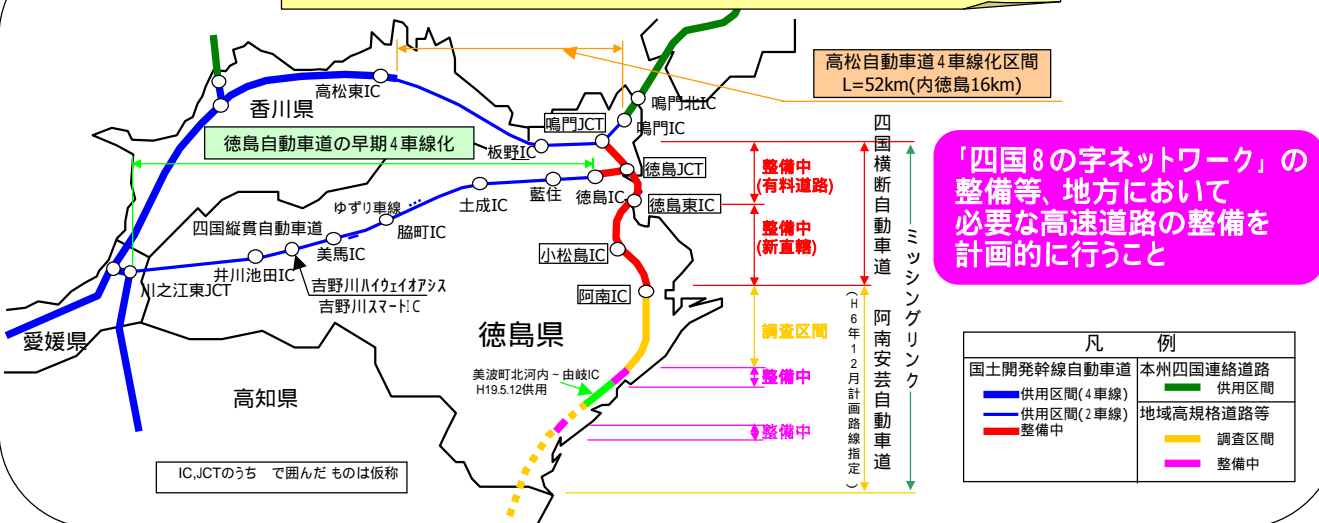 高松自動車道4車線化区間
L=52km(内徳島16km)
高松東IC
香川県
鳴門北IC
鳴門JCT
鳴門IC
徳島自動車道の早期4車線化
板野IC
徳島JCT
整備中
(有料道路)
藍住
徳島IC
土成IC
徳島東IC
ゆずり車線
脇町IC
四国縦貫自動車道
美馬IC
整備中
(新直轄)
小松島IC
井川池田IC
川之江東JCT
吉野川ハイウェイオアシス
吉野川スマートIC
阿南IC
四国横断自動車道
ミッシングリンク
阿南安芸自動車道
(H6年12月計画路線指定)
「四国8の字ネットワーク」の
整備等、地方において
必要な高速道路の整備を
計画的に行うこと
愛媛県
徳島県
調査区間
美波町北河内~由岐IC
H19.5.12供用
整備中
高知県
整備中
IC,JCTのうち で囲んだものは仮称
凡 例
国土開発幹線自動車道
供用区間(4車線)
供用区間(2車線)
整備中
本州四国連絡道路
供用区間
地域高規格道路等
調査区間
整備中